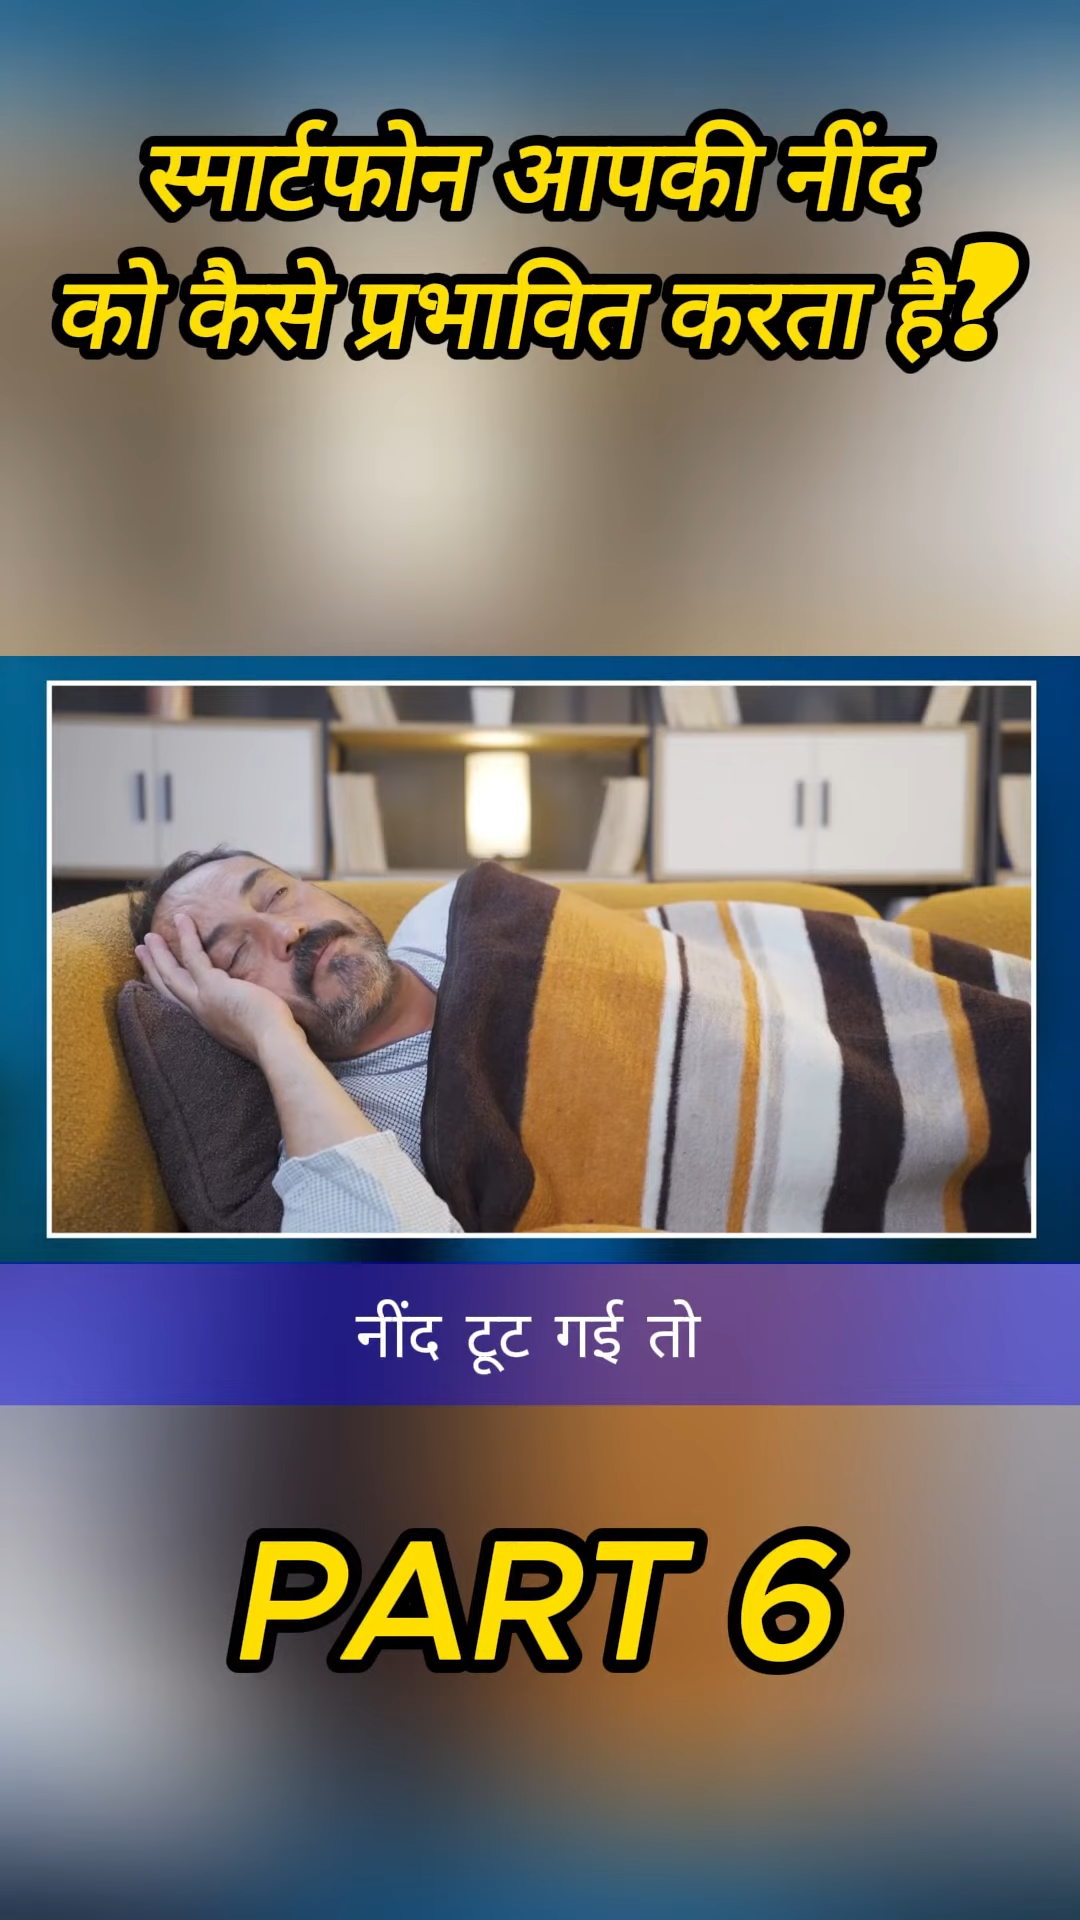 स्मार्टफोन आपकी नींद
को कैसे प्रभावित करता है?
नींद टूट गई तो
PART 6